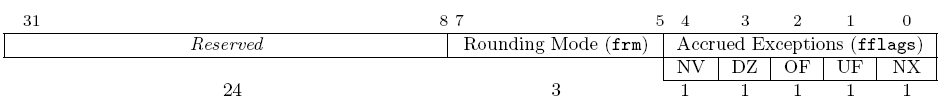 31 8 7 5 4 3 2 1 0
Reserved Rounding Mode (frm) Accrued Exceptions (fflags)
NV DZ OF UF NX
24 3 1 1 1 1 1